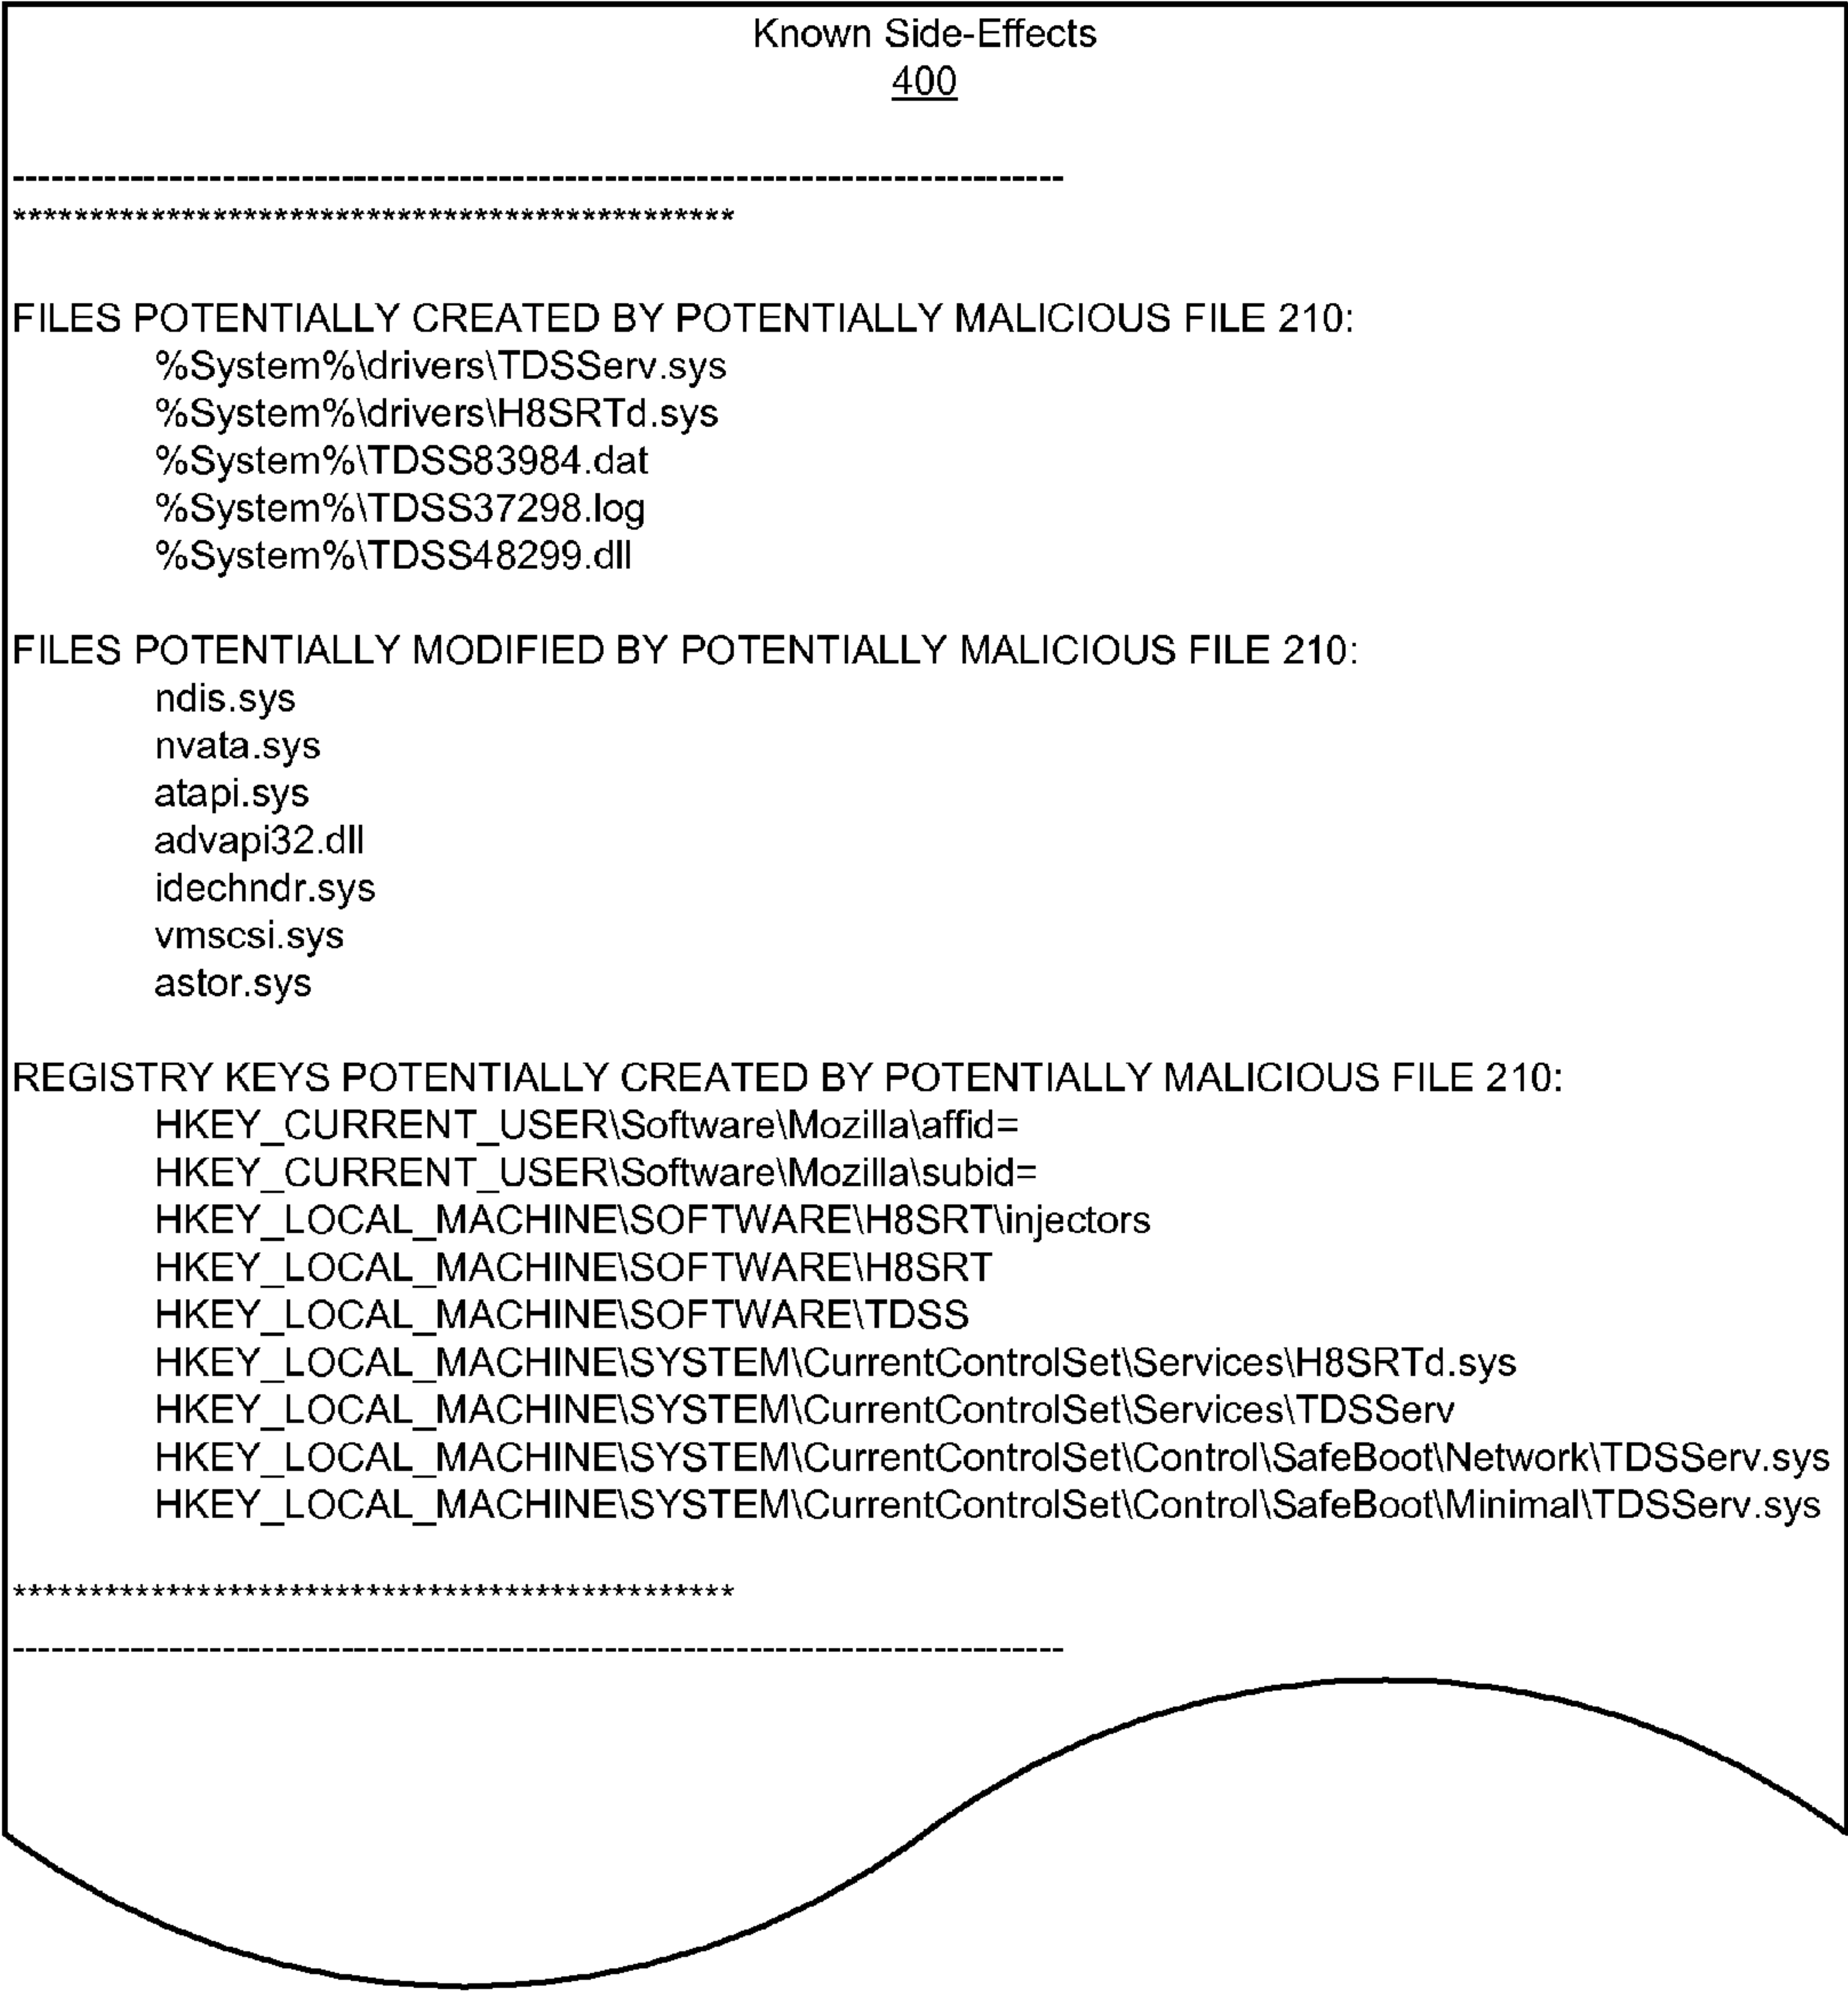 Known Side-Effects
400
--------------------------------------------------------------------------------
************************************************
FILES POTENTIALLY CREATED BY POTENTIALLY MALICIOUS FILE 210:
%System%\drivers\TDSServ.sys
%System%\drivers\H8SRTd.sys
%System%\TDSS83984.dat
%System%\TDSS37298.log
%System%\TDSS48299.dll
FILES POTENTIALLY MODIFIED BY POTENTIALLY MALICIOUS FILE 210:
ndis.sys
nvata.sys
atapi.sys
advapi32.dll
idechndr.sys
vmscsi.sys
astor.sys
REGISTRY KEYS POTENTIALLY CREATED BY POTENTIALLY MALICIOUS FILE 210:
HKEY_CURRENT_USER\Software\Mozilla\affid=
HKEY_CURRENT_USER\Software\Mozilla\subid=
HKEY_LOCAL_MACHINE\SOFTWARE\H8SRT\injectors
HKEY_LOCAL_MACHINE\SOFTWARE\H8SRT
HKEY_LOCAL_MACHINE\SOFTWARE\TDSS
HKEY_LOCAL_MACHINE\SYSTEM\CurrentControlSet\Services\H8SRTd.sys
HKEY_LOCAL_MACHINE\SYSTEM\CurrentControlSet\Services\TDSServ
HKEY_LOCAL_MACHINE\SYSTEM\CurrentControlSet\Control\SafeBoot\Network\TDSServ.sys
HKEY_LOCAL_MACHINE\SYSTEM\CurrentControlSet\Control\SafeBoot\Minimal\TDSServ.sys
************************************************
--------------------------------------------------------------------------------